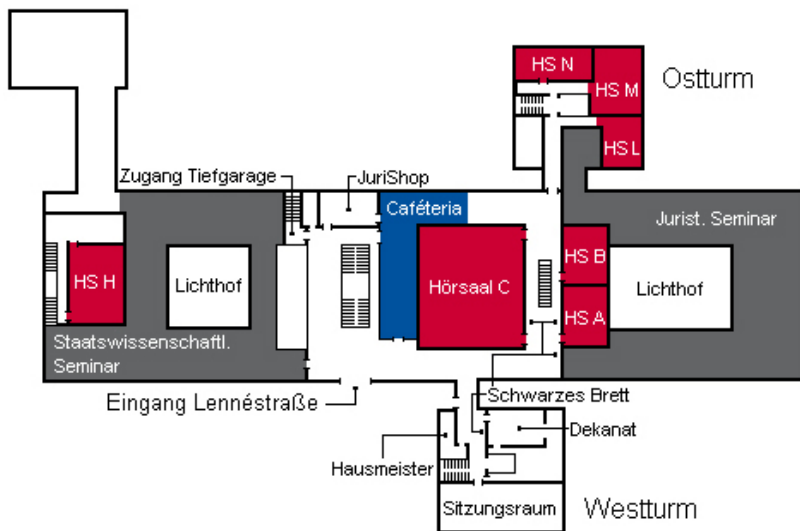 HS N
HS M
Ostturm
HS L
Zugang Tiefgarage
JuriShop
Caféteria
Jurist. Seminar
HS B
HS H
Lichthof
Hörsaal C
Lichthof
HS A
Staatswissenschaftl.
Seminar
Eingang Lennéstraße
Schwarzes Brett
Dekanat
Hausmeister
Sitzungsraum
Westturm